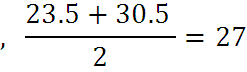 , (23.5 + 30.5)/2 = 27